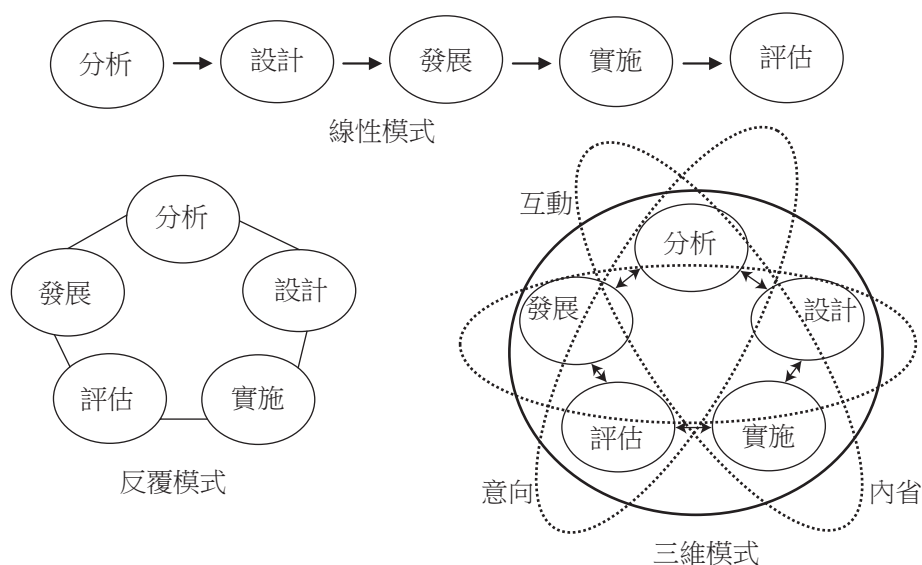 分析
設計
發展
實施
評估
線性模式
分析
發展
設計
評估
實施
反覆模式
互動
分析
發展
設計
評估
實施
意向
內省
三維模式